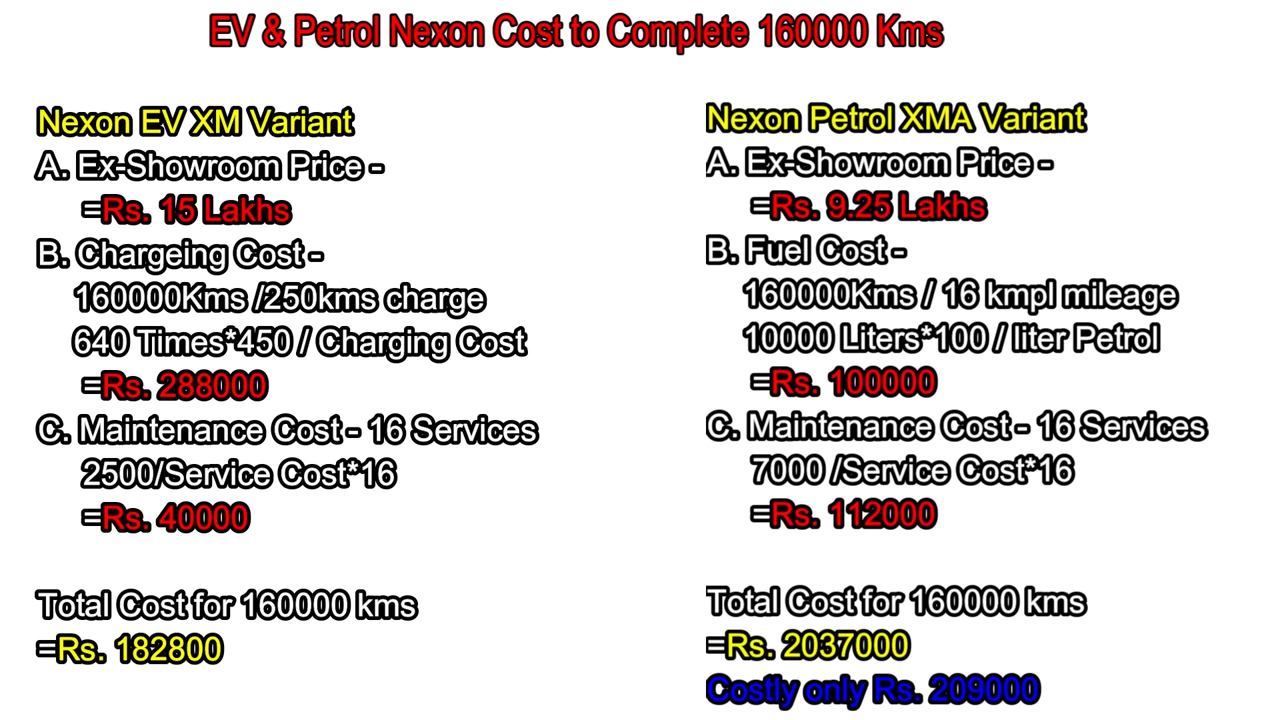 EV & Petrol Nexon Cost to Complete 160000 Kms
Nexon EV XM Variant
A. Ex-Showroom Price -
=Rs. 15 Lakhs
B. Chargeing Cost -
160000Kms /250kms charge
640 Times*450 / Charging Cost
=Rs. 288000
C. Maintenance Cost - 16 Services
2500/Service Cost*16
=Rs. 40000
Total Cost for 160000 kms
=Rs. 182800
Nexon Petrol XMA Variant
A. Ex-Showroom Price -
=Rs. 9.25 Lakhs
B. Fuel Cost -
160000Kms / 16 kmpl mileage
10000 Liters*100 / liter Petrol
=Rs. 100000
C. Maintenance Cost - 16 Services
7000 /Service Cost*16
=Rs. 112000
Total Cost for 160000 kms
=Rs. 2037000
Costly only Rs. 209000